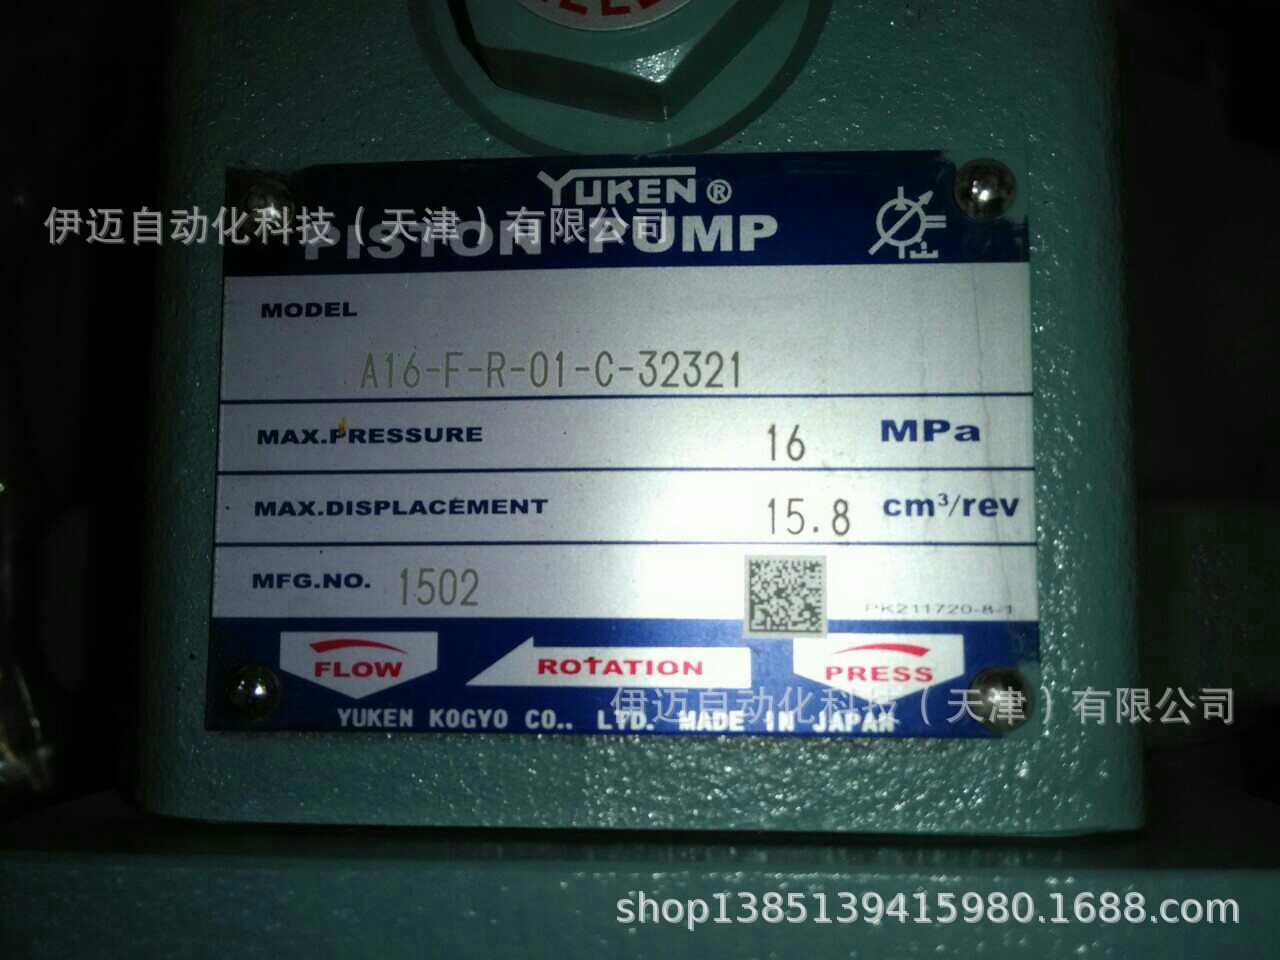 YUKEN®
伊迈自动化科技（天津）有限公司
PISTON PUMP
MODEL
A16-F-R-01-C-32321
MAX.PRESSURE 16 MPa
MAX.DISPLACEMENT 15.8 cm³/rev
MFG.NO. 1502
PK211720-8-1
FLOW ROTATION PRESS
伊迈自动化科技（天津）有限公司
YUKEN KOGYO CO., LTD. MADE IN JAPAN
shop1385139415980.1688.com